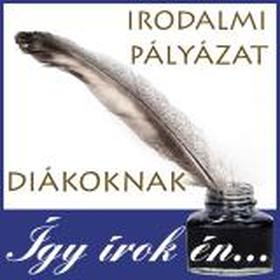 IRODALMI
PÁLYÁZAT
DIÁKOKNAK
Így írok én...